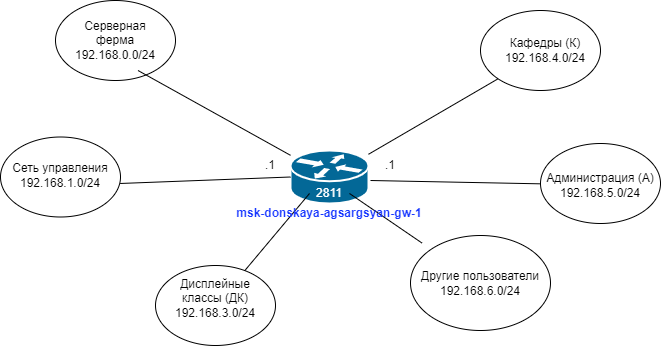 Серверная
ферма
192.168.0.0/24
Кафедры (К)
192.168.4.0/24
Сеть управления
192.168.1.0/24
.1
.1
Администрация (А)
192.168.5.0/24
2811
msk-donskaya-agsargsyan-gw-1
Дисплейные
классы (ДК)
192.168.3.0/24
Другие пользователи
192.168.6.0/24